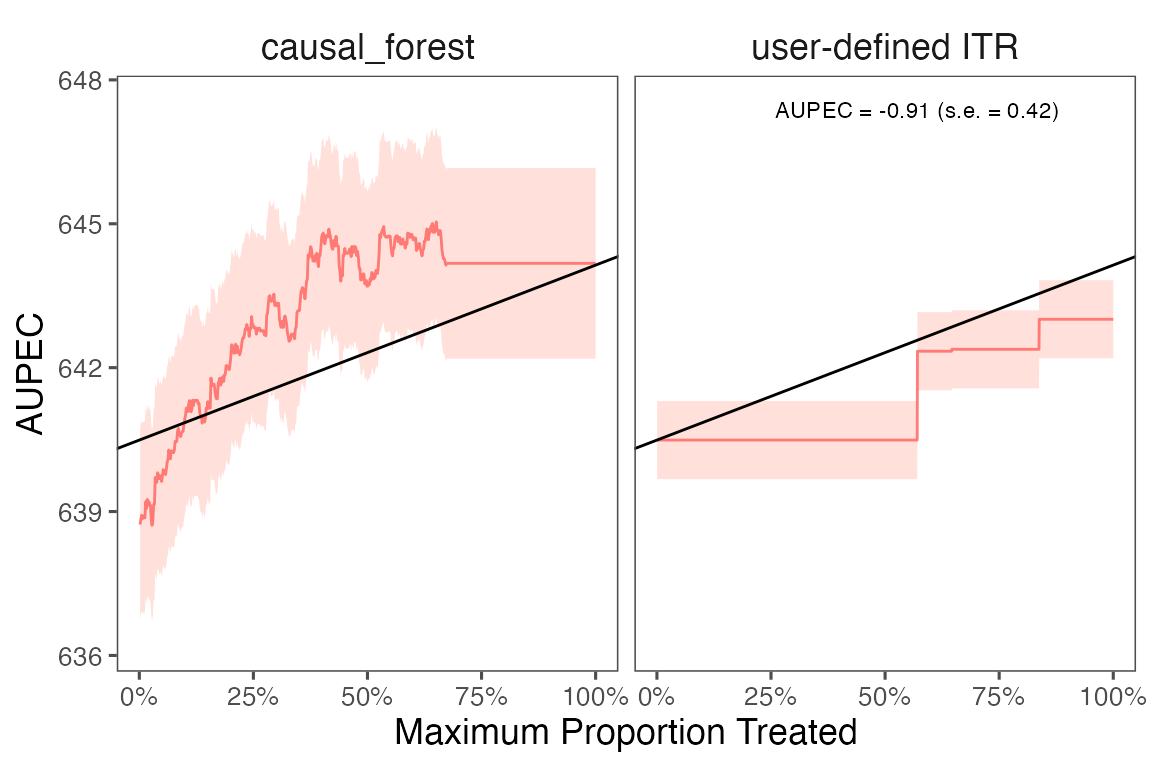 causal_forest
user-defined ITR
AUPEC = -0.91 (s.e. = 0.42)
AUPEC
648
645
642
639
636
0% 25% 50% 75% 100%
0% 25% 50% 75% 100%
Maximum Proportion Treated